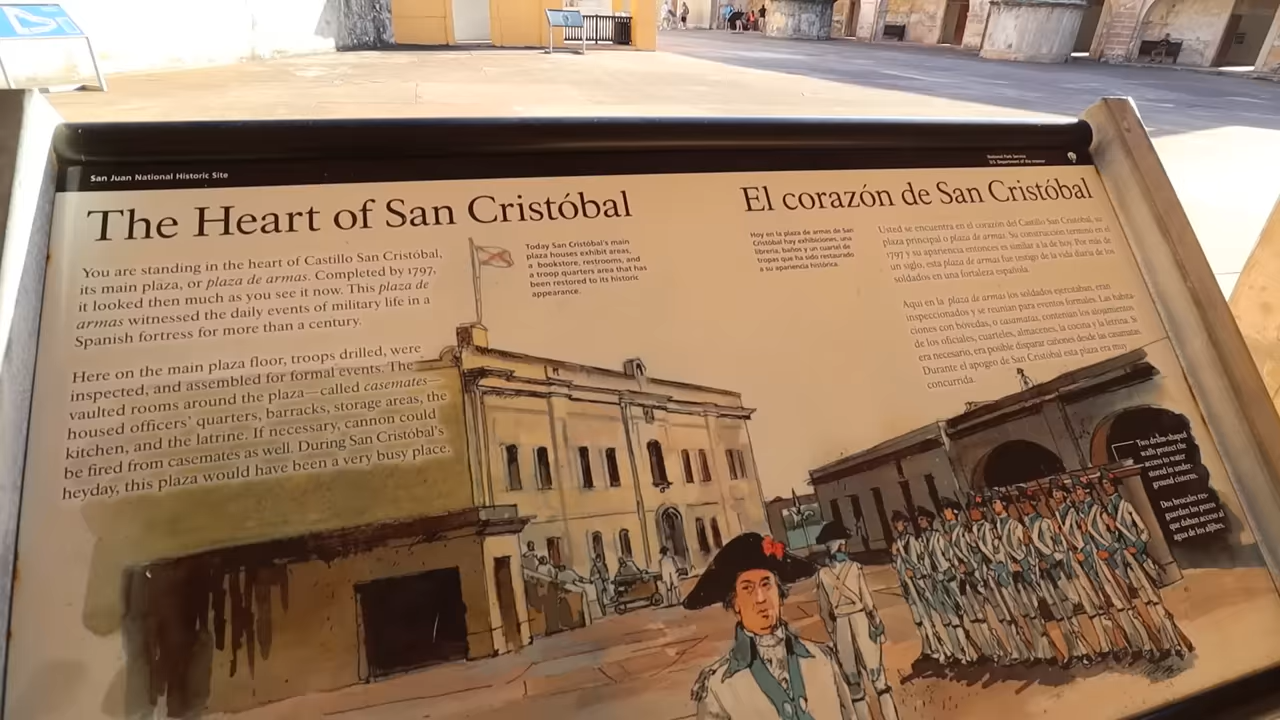 San Juan National Historic Site
National Park Service
U.S. Department of the Interior
The Heart of San Cristóbal
You are standing in the heart of Castillo San Cristóbal,
its main plaza, or plaza de armas. Completed by 1797,
it looked then much as you see it now. This plaza de
armas witnessed the daily events of military life in a
Spanish fortress for more than a century.
Here on the main plaza floor, troops drilled, were
inspected, and assembled for formal events. The
vaulted rooms around the plaza—called casemates—
housed officers' quarters, barracks, storage areas, the
kitchen, and the latrine. If necessary, cannon could
be fired from casemates as well. During San Cristóbal's
heyday, this plaza would have been a very busy place.
Today San Cristóbal's main
plaza houses exhibit areas,
a bookstore, restrooms, and
a troop quarters area that has
been restored to its historic
appearance.
El corazón de San Cristóbal
Hoy en la plaza de armas de San
Cristóbal hay exhibiciones, una
librería, baños y un cuartel de
tropas que ha sido restaurado
a su apariencia histórica.
Usted se encuentra en el corazón del Castillo San Cristóbal, su
plaza principal o plaza de armas. Su construcción terminó en el
1797 y su apariencia entonces es similar a la de hoy. Por más de
un siglo, esta plaza de armas fue testigo de la vida diaria de los
soldados en una fortaleza española.
Aquí en la plaza de armas los soldados ejercitaban, eran
inspeccionados y se reunían para eventos formales. Las habita-
ciones con bóvedas, o casamatas, contenían los alojamientos
de los oficiales, cuarteles, almacenes, la cocina y la letrina. Si
era necesario, era posible disparar cañones desde las casamatas.
Durante el apogeo de San Cristóbal esta plaza era muy
concurrida.
Two drum-shaped
walls protect the
access to water
stored in under-
ground cisterns.
Dos brocales res-
guardan los pozos
que daban acceso al
agua de los aljibes.